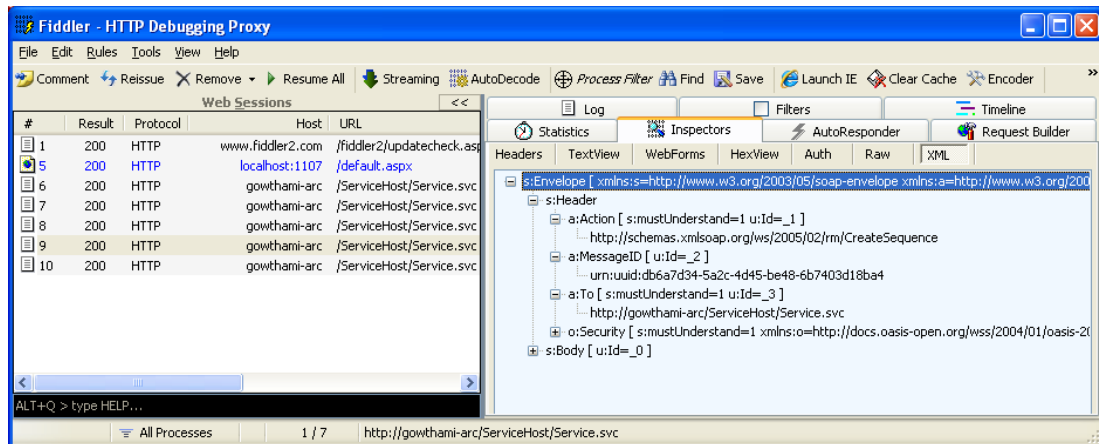 Fiddler - HTTP Debugging Proxy
File Edit Rules Tools View Help
Comment Reissue Remove Resume All Streaming AutoDecode Process Filter Find Save Launch IE Clear Cache Encoder »
Web Sessions <<
# Result Protocol Host URL
1 200 HTTP www.fiddler2.com /fiddler2/updatecheck.asp
5 200 HTTP localhost:1107 /default.aspx
6 200 HTTP gowthami-arc /ServiceHost/Service.svc
7 200 HTTP gowthami-arc /ServiceHost/Service.svc
8 200 HTTP gowthami-arc /ServiceHost/Service.svc
9 200 HTTP gowthami-arc /ServiceHost/Service.svc
10 200 HTTP gowthami-arc /ServiceHost/Service.svc
ALT+Q > type HELP...
Log Filters Timeline
Statistics Inspectors AutoResponder Request Builder
Headers TextView WebForms HexView Auth Raw XML
s:Envelope [ xmlns:s=http://www.w3.org/2003/05/soap-envelope xmlns:a=http://www.w3.org/200
s:Header
a:Action [ s:mustUnderstand=1 u:Id=_1 ]
http://schemas.xmlsoap.org/ws/2005/02/rm/CreateSequence
a:MessageID [ u:Id=_2 ]
urn:uuid:db6a7d34-5a2c-4d45-be48-6b7403d18ba4
a:To [ s:mustUnderstand=1 u:Id=_3 ]
http://gowthami-arc/ServiceHost/Service.svc
o:Security [ s:mustUnderstand=1 xmlns:o=http://docs.oasis-open.org/wss/2004/01/oasis-20
s:Body [ u:Id=_0 ]
All Processes 1 / 7 http://gowthami-arc/ServiceHost/Service.svc